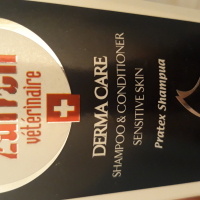 vétérinaire
DERMA CARE
SHAMPOO & CONDITIONER
SENSITIVE SKIN
Pratex Shampua